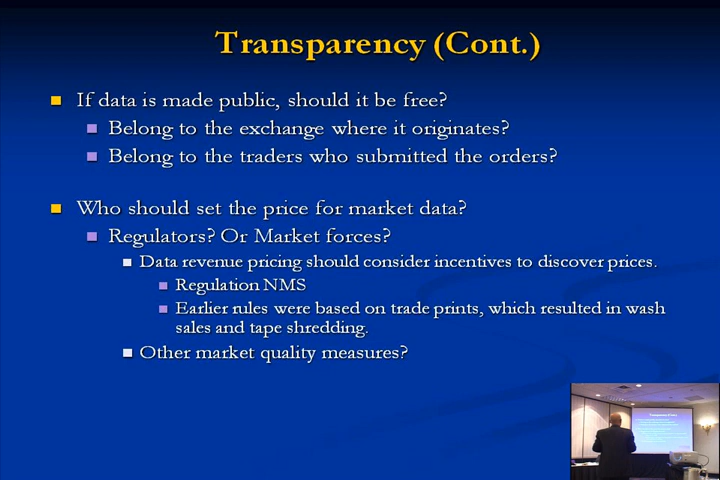 Transparency (Cont.)
If data is made public, should it be free?
Belong to the exchange where it originates?
Belong to the traders who submitted the orders?
Who should set the price for market data?
Regulators? Or Market forces?
Data revenue pricing should consider incentives to discover prices.
Regulation NMS
Earlier rules were based on trade prints, which resulted in wash
sales and tape shredding.
Other market quality measures?